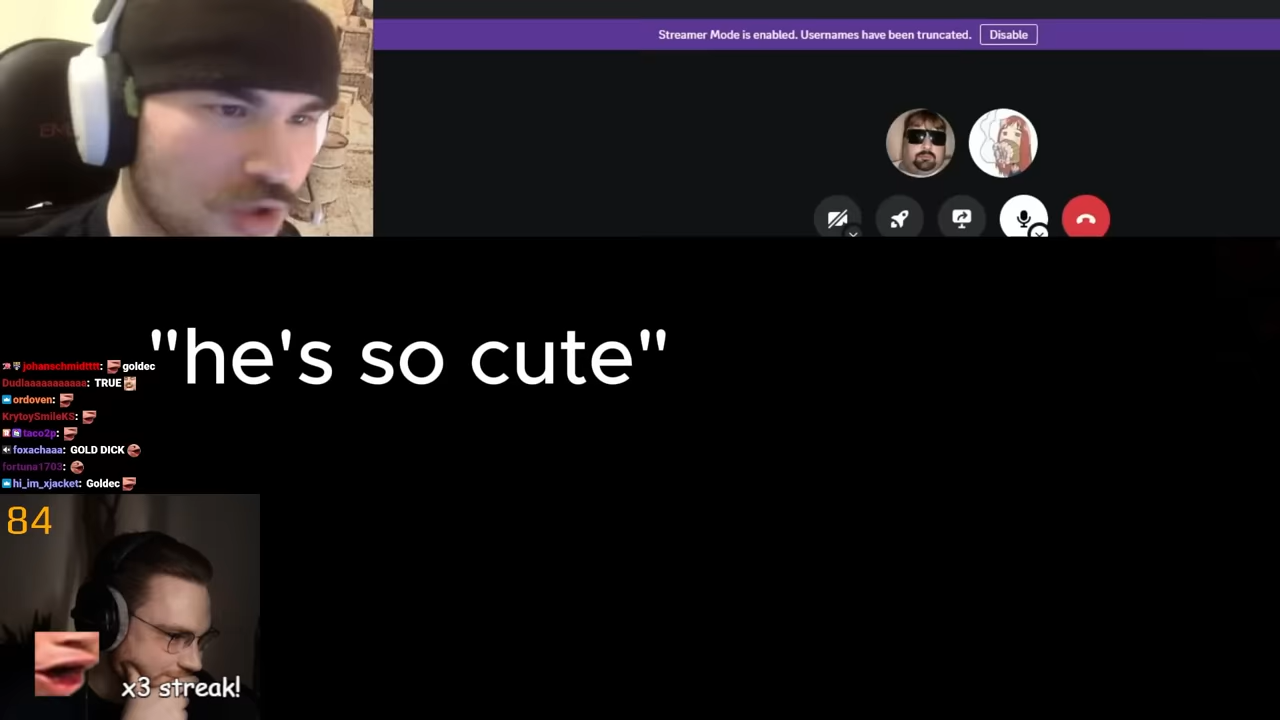 Streamer Mode is enabled. Usernames have been truncated. Disable
"he's so cute"
johanschmidtttt: goldec
Dudlaaaaaaaaaaa: TRUE
ordoven:
KrytoySmileKS:
taco2p:
foxachaaa: GOLD DICK
fortuna1703:
hi_im_xjacket: Goldec
84
x3 streak!